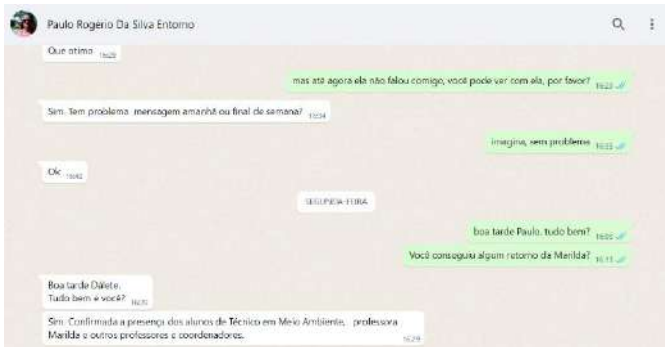 Paulo Rogério Da Silva Entorno
Que otimo
mas até agora ela não falou comigo, você pode ver com ela, por favor?
Sim. Tem problema mensagem amanhã ou final de semana?
imagina, sem problema
Ok
SEGUNDA-FEIRA
boa tarde Paulo, tudo bem?
Você conseguiu algum retorno da Marilda?
Boa tarde Dálete.
Tudo bem e você?
Sim. Confirmada a presença dos alunos de Técnico em Meio Ambiente, professora
Marilda e outros professores e coordenadores.